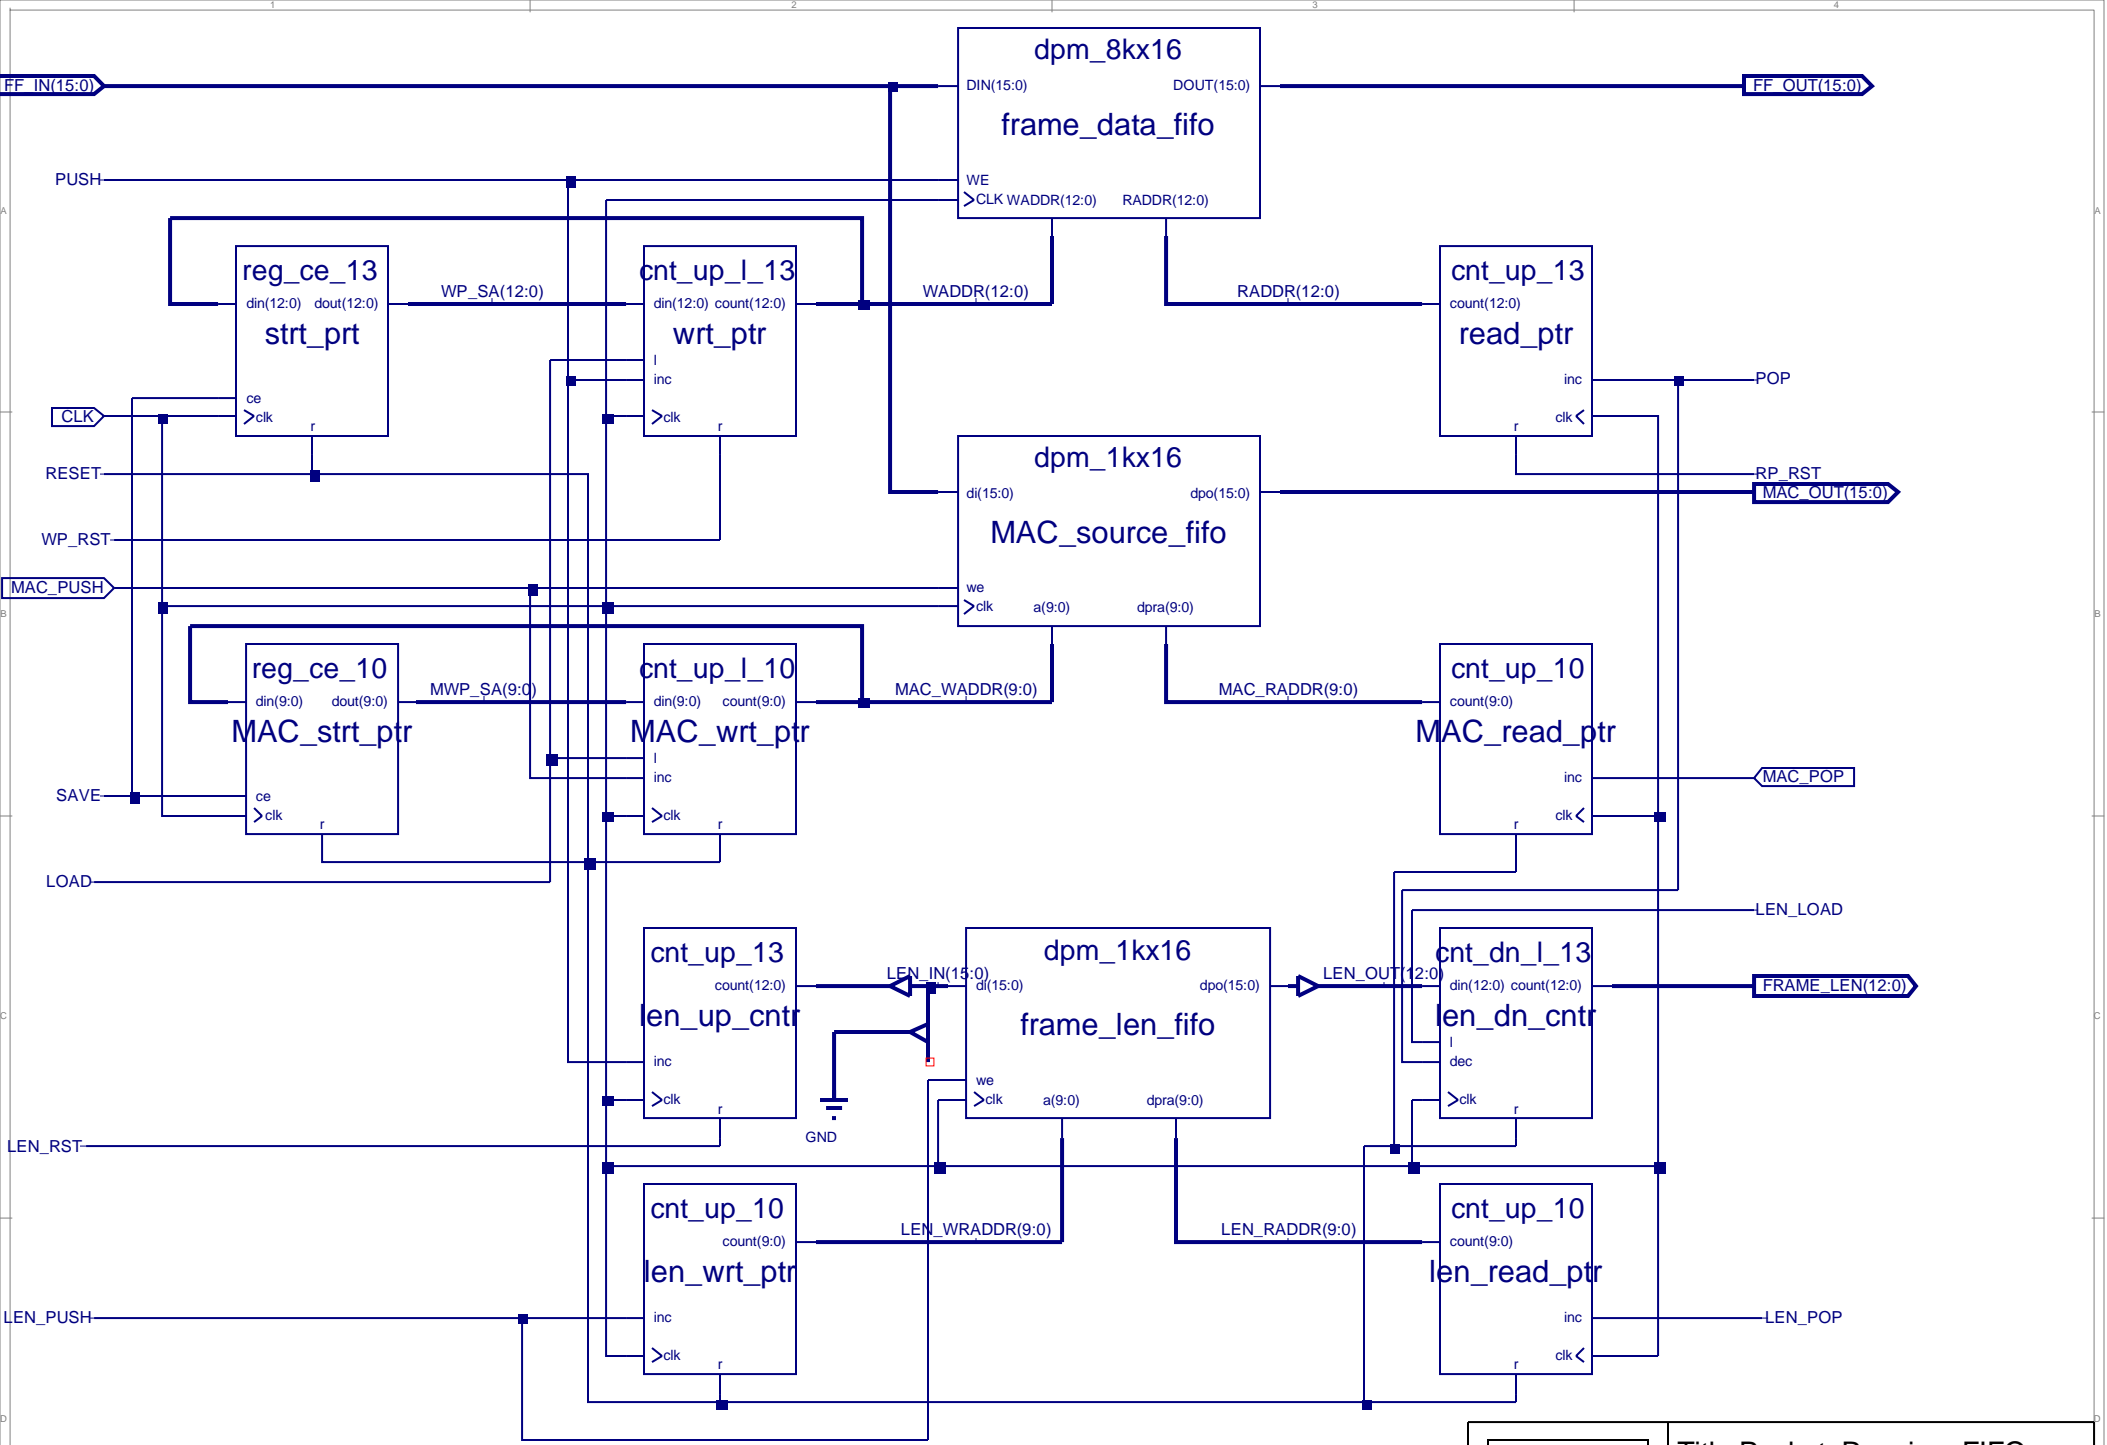 1 2 3 4
dpm_8kx16
FF_IN(15:0) DIN(15:0) DOUT(15:0) FF_OUT(15:0)
frame_data_fifo
PUSH WE
CLK WADDR(12:0) RADDR(12:0)
A A
reg_ce_13 cnt_up_l_13 cnt_up_13
WP_SA(12:0) WADDR(12:0) RADDR(12:0)
din(12:0) dout(12:0) din(12:0) count(12:0) count(12:0)
strt_prt wrt_ptr read_ptr
l
inc inc POP
ce
CLK clk clk clk
r r r
dpm_1kx16
RESET RP_RST
di(15:0) dpo(15:0) MAC_OUT(15:0)
MAC_source_fifo
WP_RST
MAC_PUSH we
clk a(9:0) dpra(9:0)
B B
reg_ce_10 cnt_up_l_10 cnt_up_10
MWP_SA(9:0) MAC_WADDR(9:0) MAC_RADDR(9:0)
din(9:0) dout(9:0) din(9:0) count(9:0) count(9:0)
MAC_strt_ptr MAC_wrt_ptr MAC_read_ptr
l
inc inc MAC_POP
SAVE ce
clk clk clk
r r r
LOAD
LEN_LOAD
cnt_up_13 dpm_1kx16 cnt_dn_l_13
LEN_IN(15:0) LEN_OUT(12:0)
count(12:0) di(15:0) dpo(15:0) din(12:0) count(12:0) FRAME_LEN(12:0)
len_up_cntr frame_len_fifo len_dn_cntr
C C
l
inc dec
we
clk clk a(9:0) dpra(9:0) clk
r r
GND
LEN_RST
cnt_up_10 cnt_up_10
LEN_WRADDR(9:0) LEN_RADDR(9:0)
count(9:0) count(9:0)
len_wrt_ptr len_read_ptr
LEN_PUSH inc inc LEN_POP
clk clk
r r
D D